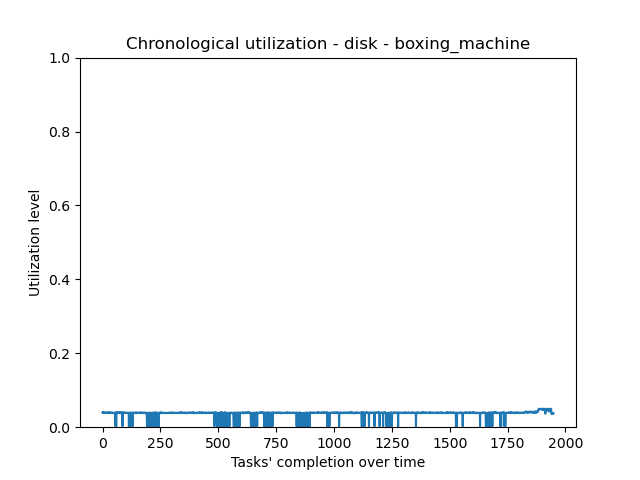 Chronological utilization - disk - boxing_machine
1.0
0.8
0.6
0.4
0.2
0.0
Utilization level
0 250 500 750 1000 1250 1500 1750 2000
Tasks' completion over time